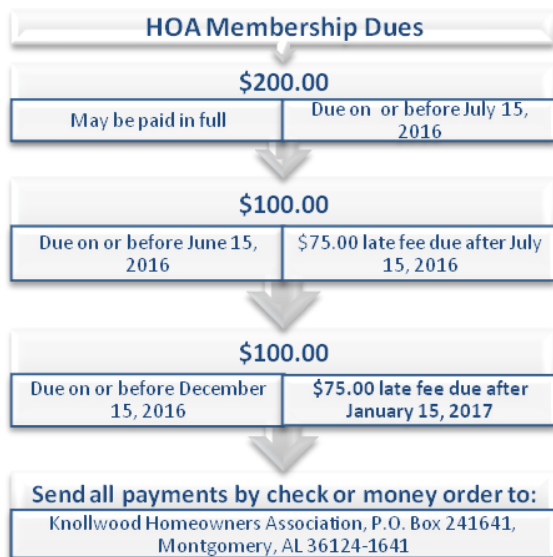 HOA Membership Dues
$200.00
May be paid in full
Due on or before July 15,
2016
$100.00
Due on or before June 15,
2016
$75.00 late fee due after July
15, 2016
$100.00
Due on or before December
15, 2016
$75.00 late fee due after
January 15, 2017
Send all payments by check or money order to:
Knollwood Homeowners Association, P.O. Box 241641,
Montgomery, AL 36124-1641